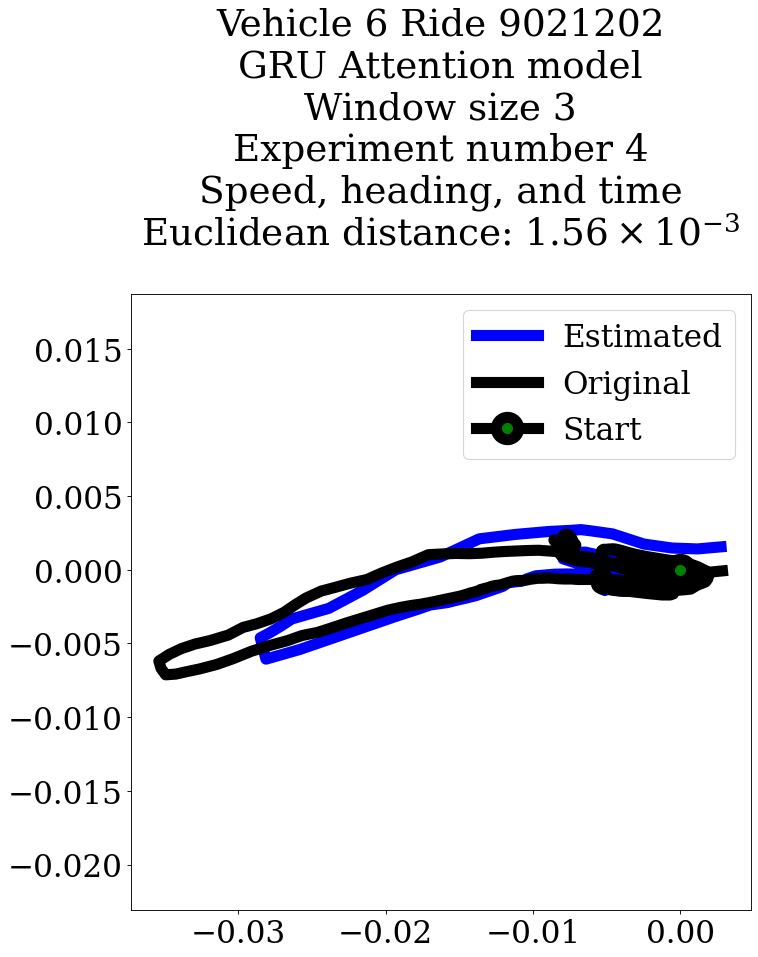 Vehicle 6 Ride 9021202
GRU Attention model
Window size 3
Experiment number 4
Speed, heading, and time
Euclidean distance: 1.56 × 10⁻³
Estimated
Original
Start
0.015
0.010
0.005
0.000
−0.005
−0.010
−0.015
−0.020
−0.03 −0.02 −0.01 0.00